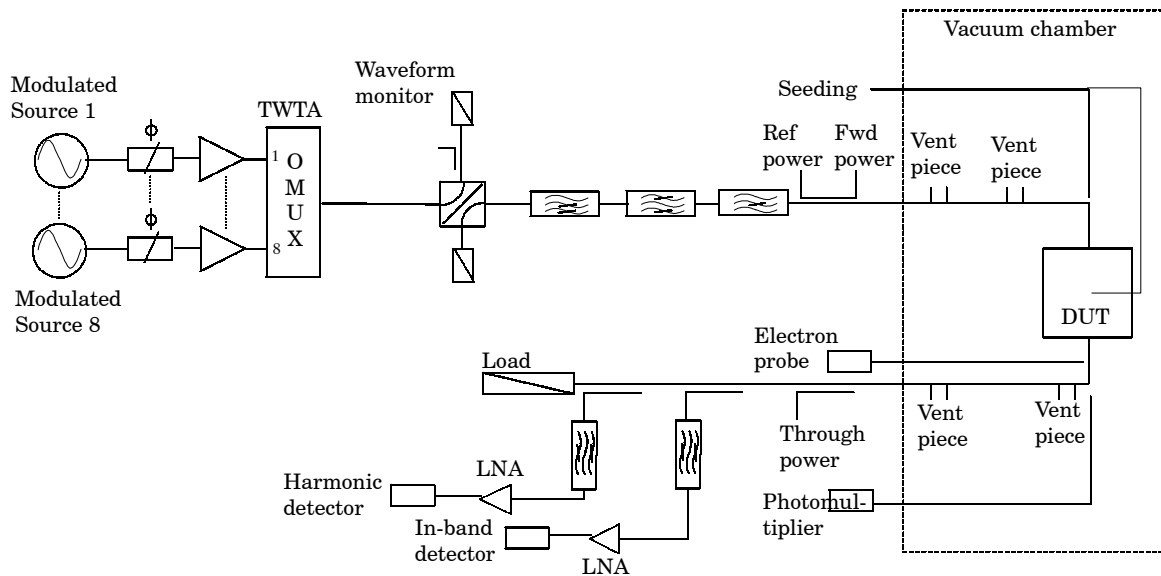 Vacuum chamber
Modulated
Source 1
ϕ
TWTA
1
O
M
U
X
8
ϕ
Modulated
Source 8
Waveform
monitor
Seeding
Ref
power
Fwd
power
Vent
piece
Vent
piece
DUT
Electron
probe
Load
Vent
piece
Vent
piece
Through
power
LNA
Harmonic
detector
Photomul-
tiplier
In-band
detector
LNA